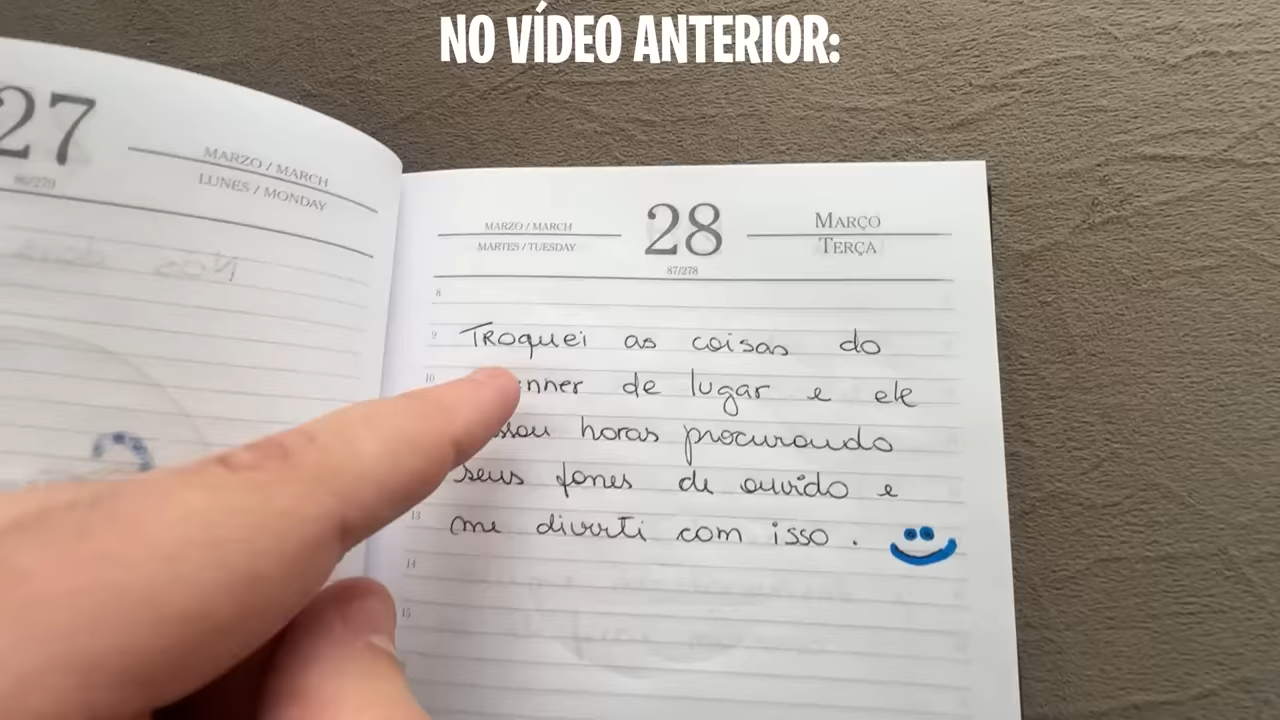 NO VÍDEO ANTERIOR:
27
MARZO / MARCH
LUNES / MONDAY
86/279
MARZO / MARCH
MARTES / TUESDAY
28
87/278
MARÇO
TERÇA
8
9 TRoquei as coisas do
10 de lugar e ele
horas procurando
seus fones de ouvido e
13 me diverti com isso .
14
15